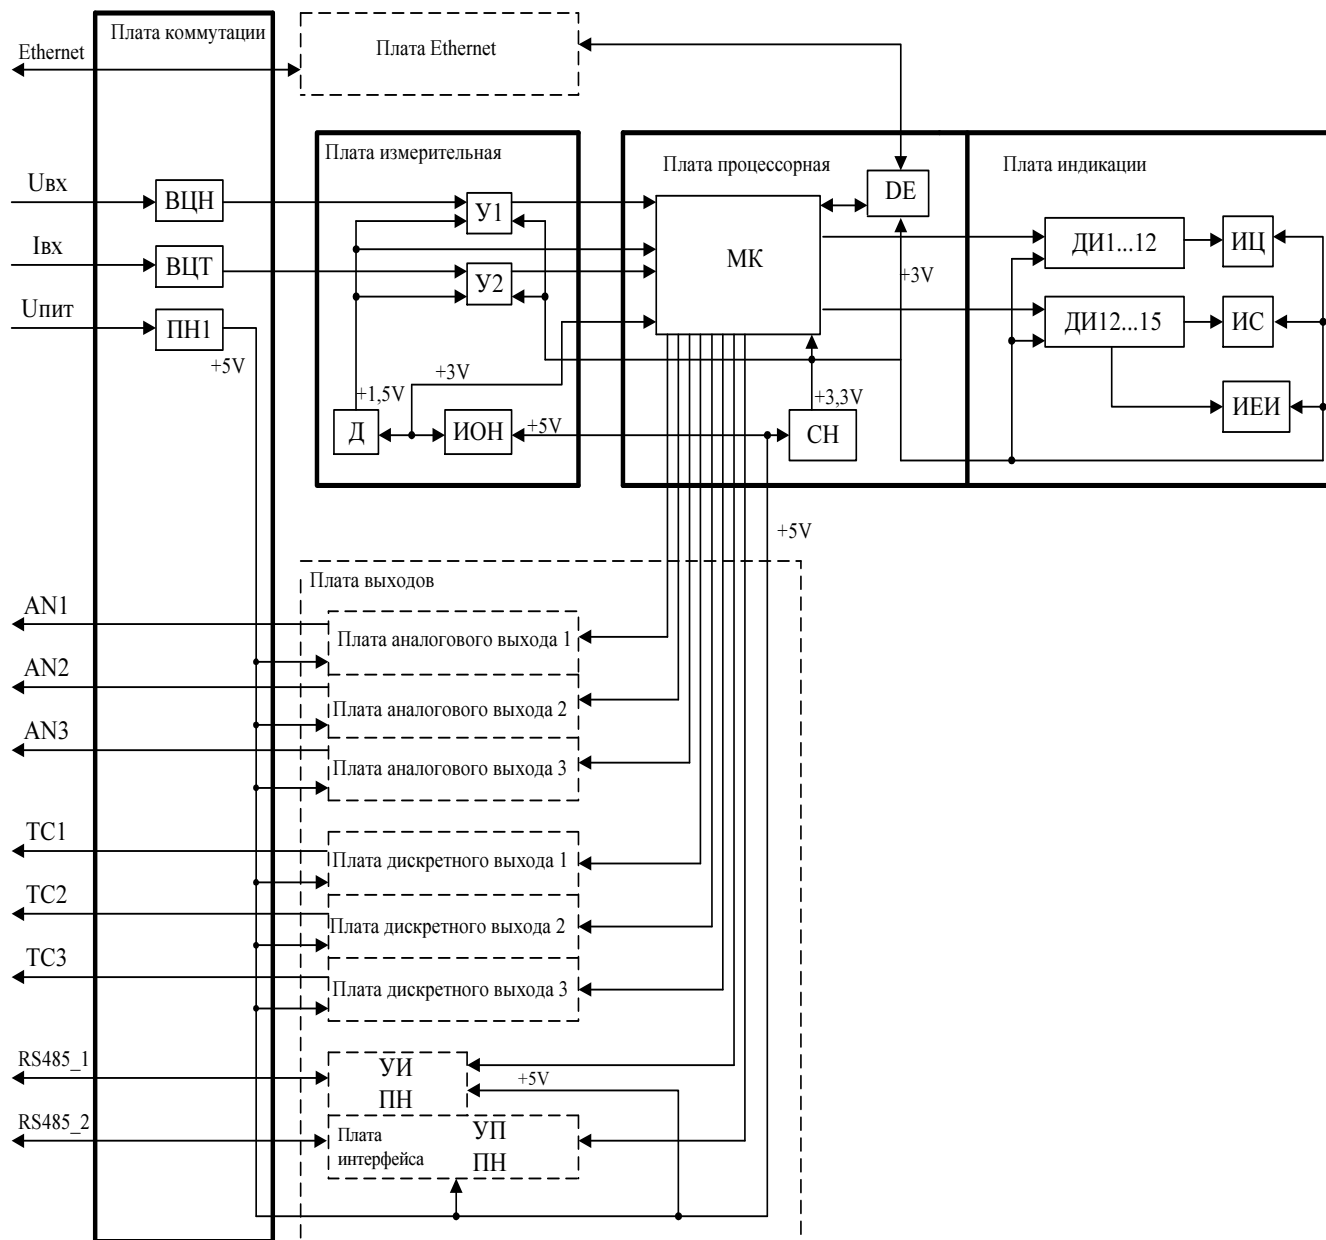 Плата коммутации
Ethernet
Плата Ethernet
Плата измерительная
Плата процессорная
Плата индикации
Uвх
ВЦН
У1
DE
Iвх
ВЦТ
У2
МК
ДИ1...12
ИЦ
+3V
Uпит
ПН1
+5V
ДИ12...15
ИС
+3V
+1,5V
+3,3V
ИЕИ
Д
ИОН
+5V
СН
+5V
Плата выходов
AN1
Плата аналогового выхода 1
AN2
Плата аналогового выхода 2
AN3
Плата аналогового выхода 3
ТС1
Плата дискретного выхода 1
ТС2
Плата дискретного выхода 2
ТС3
Плата дискретного выхода 3
RS485_1
УИ
ПН
+5V
RS485_2
Плата
интерфейса
УП
ПН